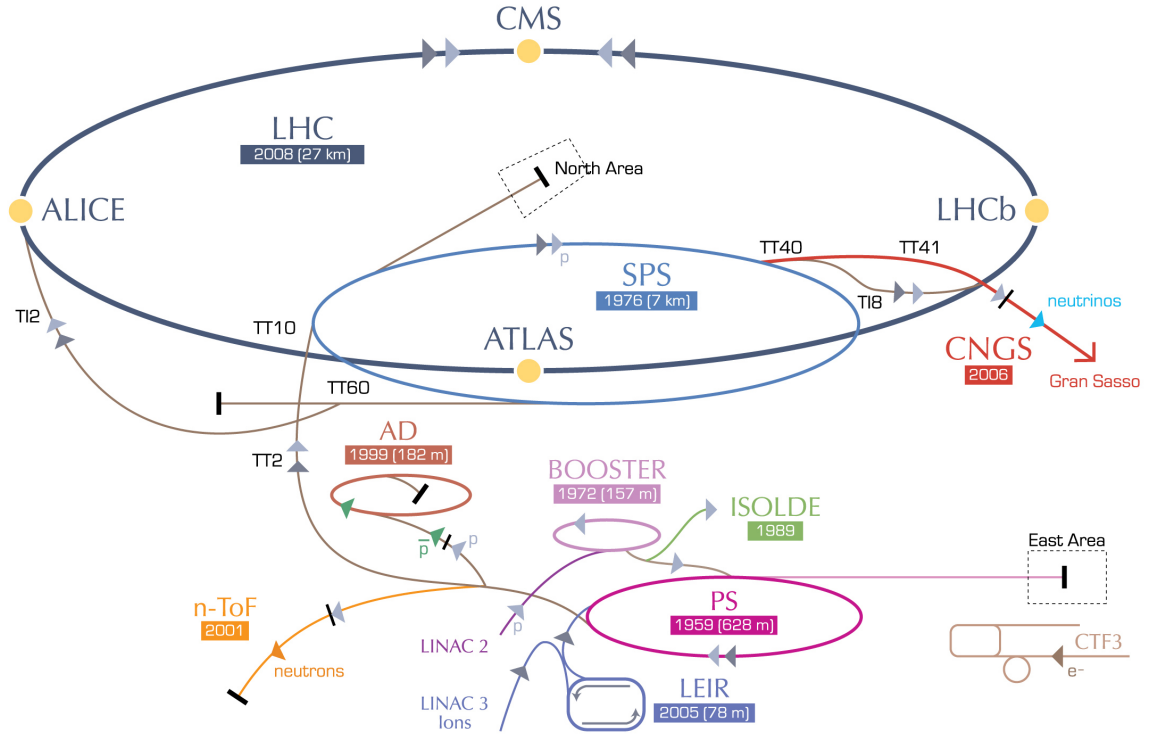 CMS
LHC
2008 (27 km)
North Area
ALICE
LHCb
TT40
TT41
p
SPS
1976 (7 km)
TI8
neutrinos
TI2
TT10
ATLAS
CNGS
2006
Gran Sasso
TT60
AD
1999 (182 m)
TT2
BOOSTER
1972 (157 m)
ISOLDE
1989
p
p̅
East Area
n-ToF
2001
PS
1959 (628 m)
p
LINAC 2
neutrons
CTF3
e⁻
LINAC 3
Ions
LEIR
2005 (78 m)